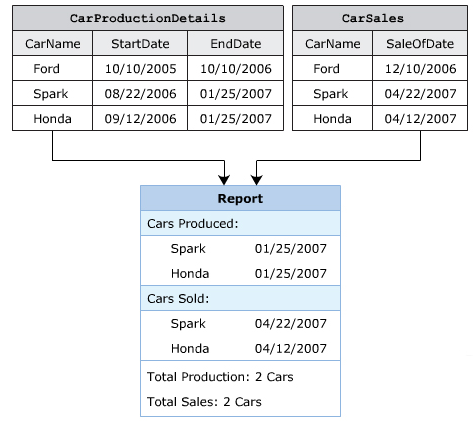 CarProductionDetails
CarName StartDate EndDate
Ford 10/10/2005 10/10/2006
Spark 08/22/2006 01/25/2007
Honda 09/12/2006 01/25/2007
CarSales
CarName SaleOfDate
Ford 12/10/2006
Spark 04/22/2007
Honda 04/12/2007
Report
Cars Produced:
Spark 01/25/2007
Honda 01/25/2007
Cars Sold:
Spark 04/22/2007
Honda 04/12/2007
Total Production: 2 Cars
Total Sales: 2 Cars